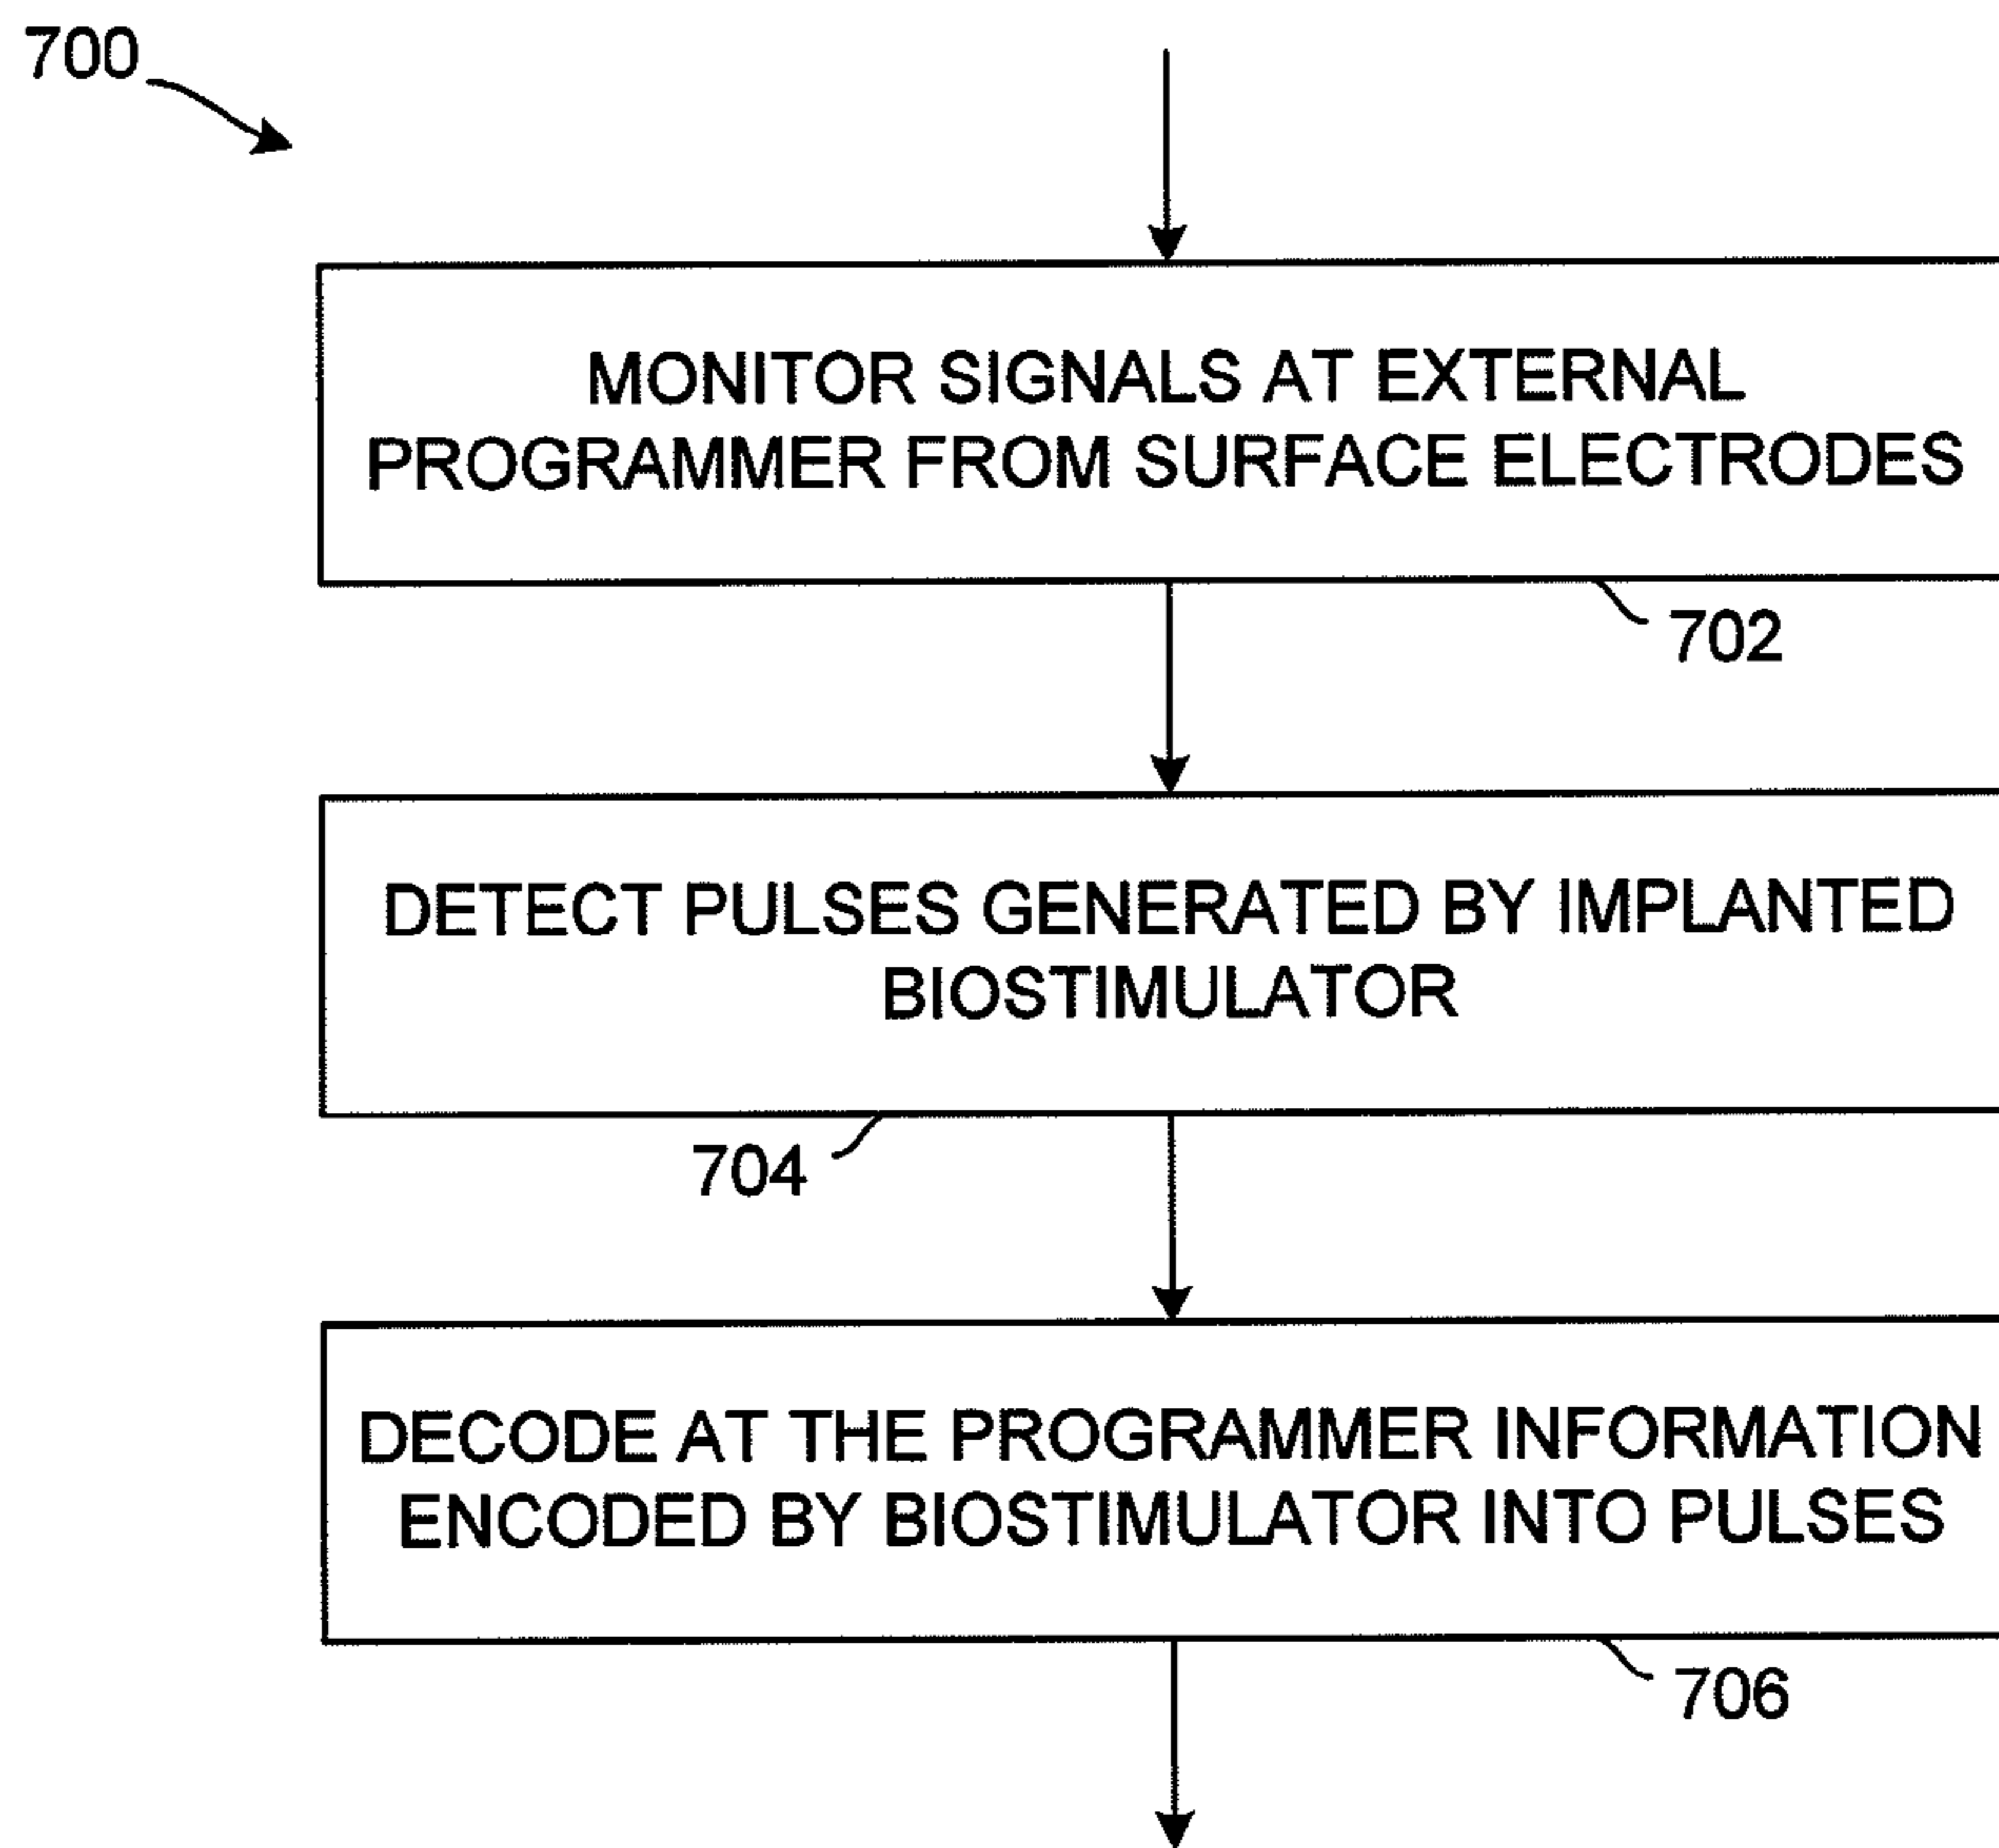 700
MONITOR SIGNALS AT EXTERNAL
PROGRAMMER FROM SURFACE ELECTRODES
702
DETECT PULSES GENERATED BY IMPLANTED
BIOSTIMULATOR
704
DECODE AT THE PROGRAMMER INFORMATION
ENCODED BY BIOSTIMULATOR INTO PULSES
706